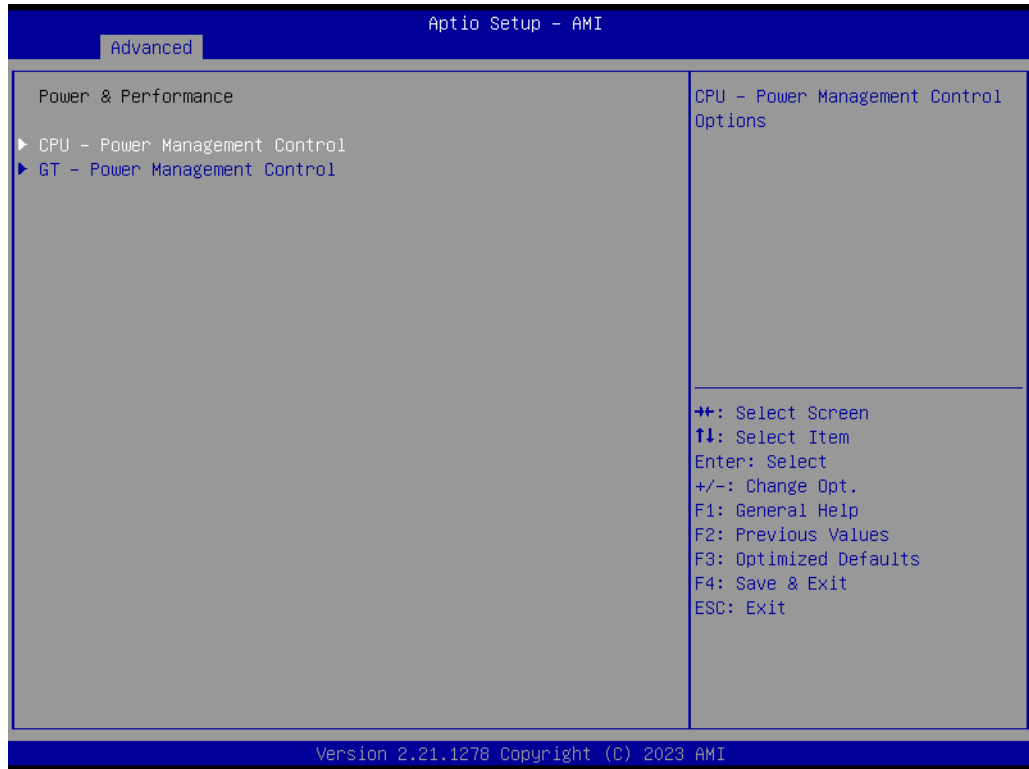 Aptio Setup – AMI
Advanced
Power & Performance
▶ CPU – Power Management Control
▶ GT – Power Management Control
CPU – Power Management Control
Options
→←: Select Screen
↑↓: Select Item
Enter: Select
+/–: Change Opt.
F1: General Help
F2: Previous Values
F3: Optimized Defaults
F4: Save & Exit
ESC: Exit
Version 2.21.1278 Copyright (C) 2023 AMI